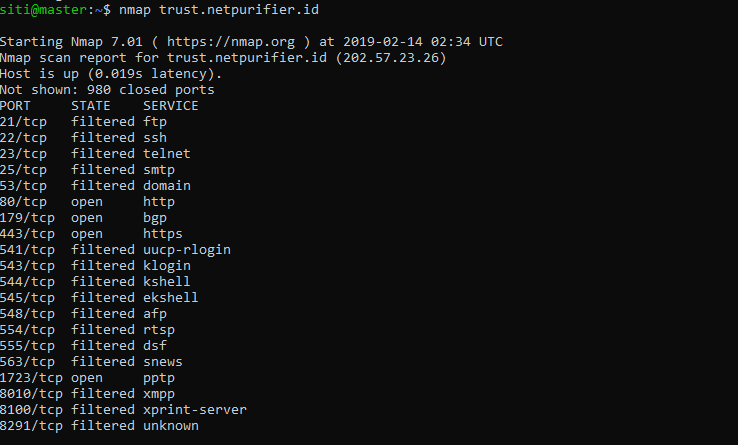 siti@master:~$ nmap trust.netpurifier.id
Starting Nmap 7.01 ( https://nmap.org ) at 2019-02-14 02:34 UTC
Nmap scan report for trust.netpurifier.id (202.57.23.26)
Host is up (0.019s latency).
Not shown: 980 closed ports
PORT     STATE    SERVICE
21/tcp   filtered ftp
22/tcp   filtered ssh
23/tcp   filtered telnet
25/tcp   filtered smtp
53/tcp   filtered domain
80/tcp   open     http
179/tcp  open     bgp
443/tcp  open     https
541/tcp  filtered uucp-rlogin
543/tcp  filtered klogin
544/tcp  filtered kshell
545/tcp  filtered ekshell
548/tcp  filtered afp
554/tcp  filtered rtsp
555/tcp  filtered dsf
563/tcp  filtered snews
1723/tcp open     pptp
8010/tcp filtered xmpp
8100/tcp filtered xprint-server
8291/tcp filtered unknown